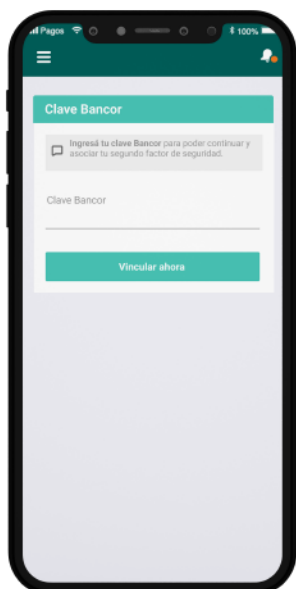 Pagos 100%
Clave Bancor
Ingresá tu clave Bancor para poder continuar y
asociar tu segundo factor de seguridad.
Clave Bancor
Vincular ahora